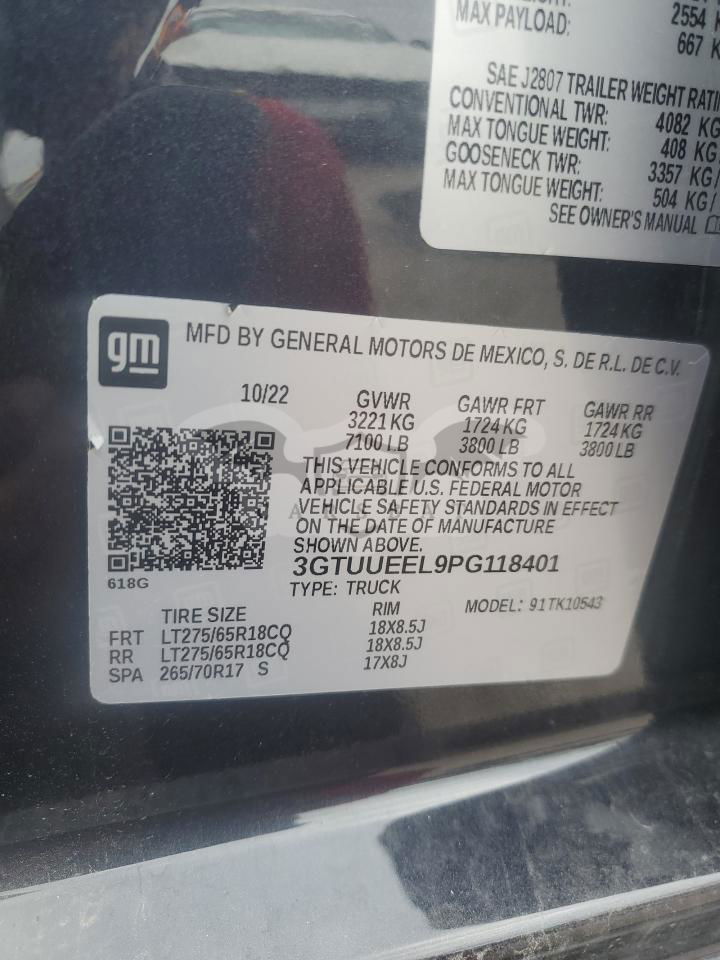 MAX PAYLOAD:
2554
667
SAE J2807 TRAILER WEIGHT
CONVENTIONAL TWR: 4082 KG
MAX TONGUE WEIGHT: 408 KG
GOOSENECK TWR: 3357 KG/
MAX TONGUE WEIGHT: 504 KG/
SEE OWNER'S MANUAL
gm
MFD BY GENERAL MOTORS DE MEXICO, S. DE R.L. DE C.V.
10/22 GVWR GAWR FRT GAWR RR
3221 KG 1724 KG 1724 KG
7100 LB 3800 LB 3800 LB
THIS VEHICLE CONFORMS TO ALL
APPLICABLE U.S. FEDERAL MOTOR
VEHICLE SAFETY STANDARDS IN EFFECT
ON THE DATE OF MANUFACTURE
SHOWN ABOVE.
3GTUUEEL9PG118401
618G
TYPE: TRUCK
MODEL: 91TK10543
TIRE SIZE RIM
FRT LT275/65R18CQ 18X8.5J
RR LT275/65R18CQ 18X8.5J
SPA 265/70R17 S 17X8J